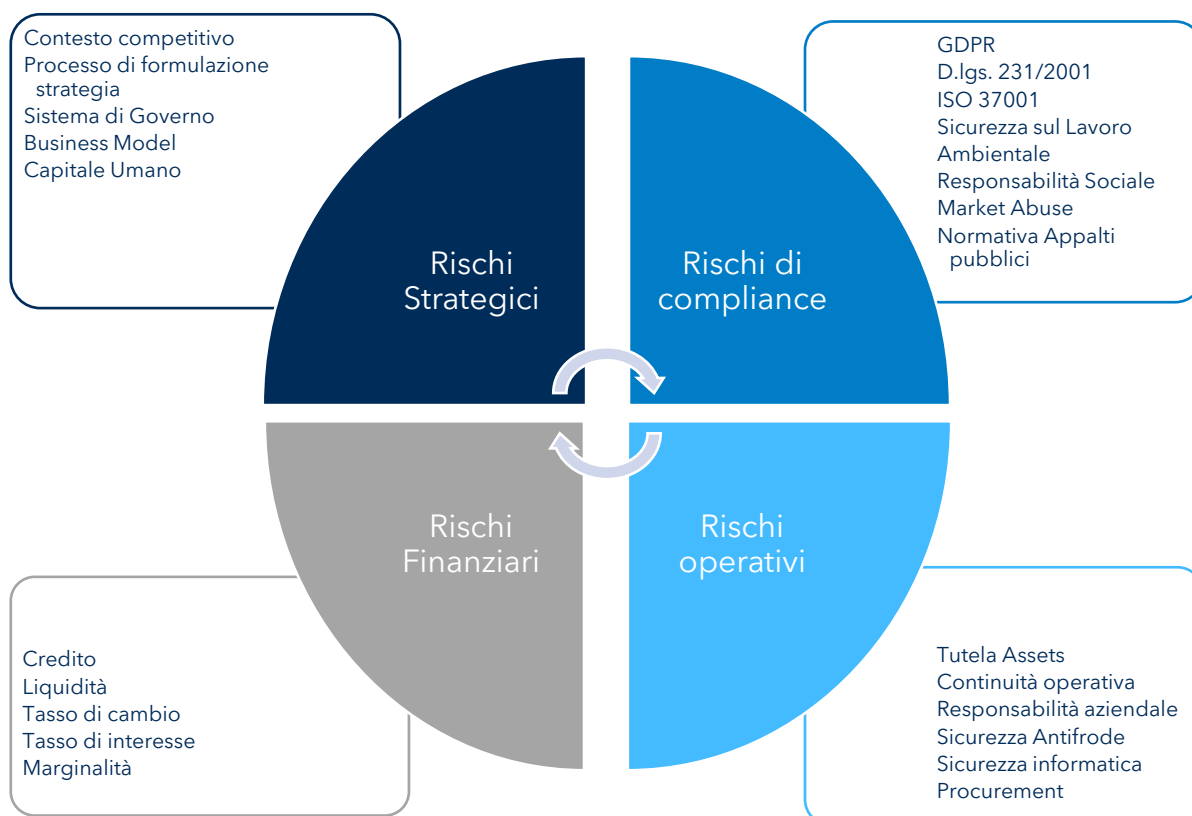 Contesto competitivo
Processo di formulazione
strategia
Sistema di Governo
Business Model
Capitale Umano
GDPR
D.lgs. 231/2001
ISO 37001
Sicurezza sul Lavoro
Ambientale
Responsabilità Sociale
Market Abuse
Normativa Appalti
pubblici
Rischi
Strategici
Rischi di
compliance
Rischi
Finanziari
Rischi
operativi
Credito
Liquidità
Tasso di cambio
Tasso di interesse
Marginalità
Tutela Assets
Continuità operativa
Responsabilità aziendale
Sicurezza Antifrode
Sicurezza informatica
Procurement